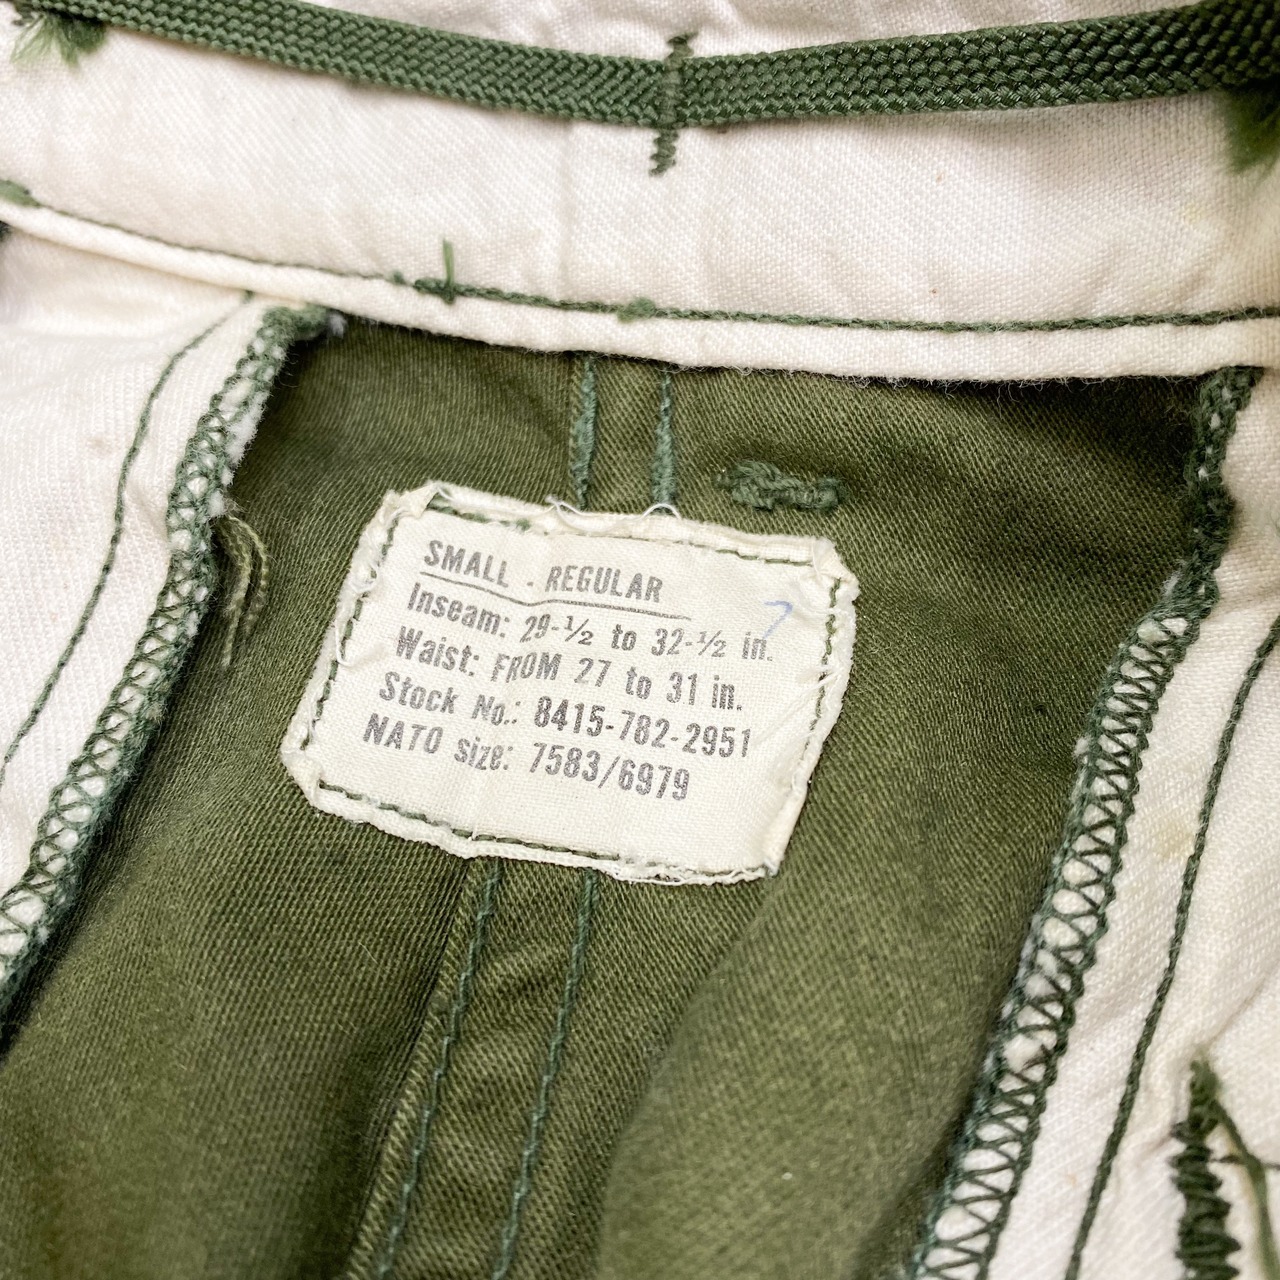 SMALL - REGULAR
Inseam: 29-½ to 32-½ in.
Waist: FROM 27 to 31 in.
Stock No.: 8415-782-2951
NATO size: 7583/6979
7